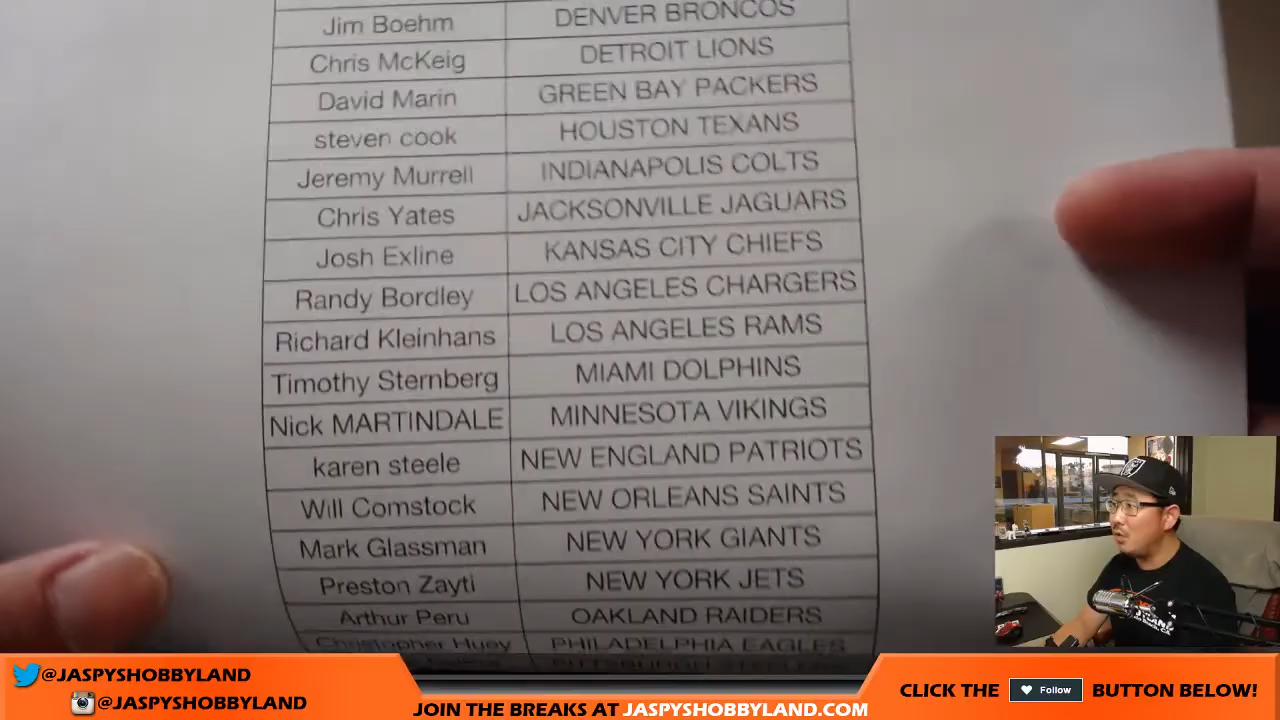 Jim Boehm DENVER BRONCOS
Chris McKeig DETROIT LIONS
David Marin GREEN BAY PACKERS
steven cook HOUSTON TEXANS
Jeremy Murrell INDIANAPOLIS COLTS
Chris Yates JACKSONVILLE JAGUARS
Josh Exline KANSAS CITY CHIEFS
Randy Bordley LOS ANGELES CHARGERS
Richard Kleinhans LOS ANGELES RAMS
Timothy Sternberg MIAMI DOLPHINS
Nick MARTINDALE MINNESOTA VIKINGS
karen steele NEW ENGLAND PATRIOTS
Will Comstock NEW ORLEANS SAINTS
Mark Glassman NEW YORK GIANTS
Preston Zayti NEW YORK JETS
Arthur Peru OAKLAND RAIDERS
Christopher Huey PHILADELPHIA EAGLES
PITTSBURGH STEELERS
@JASPYSHOBBYLAND
@JASPYSHOBBYLAND
JOIN THE BREAKS AT JASPYSHOBBYLAND.COM
CLICK THE Follow BUTTON BELOW!